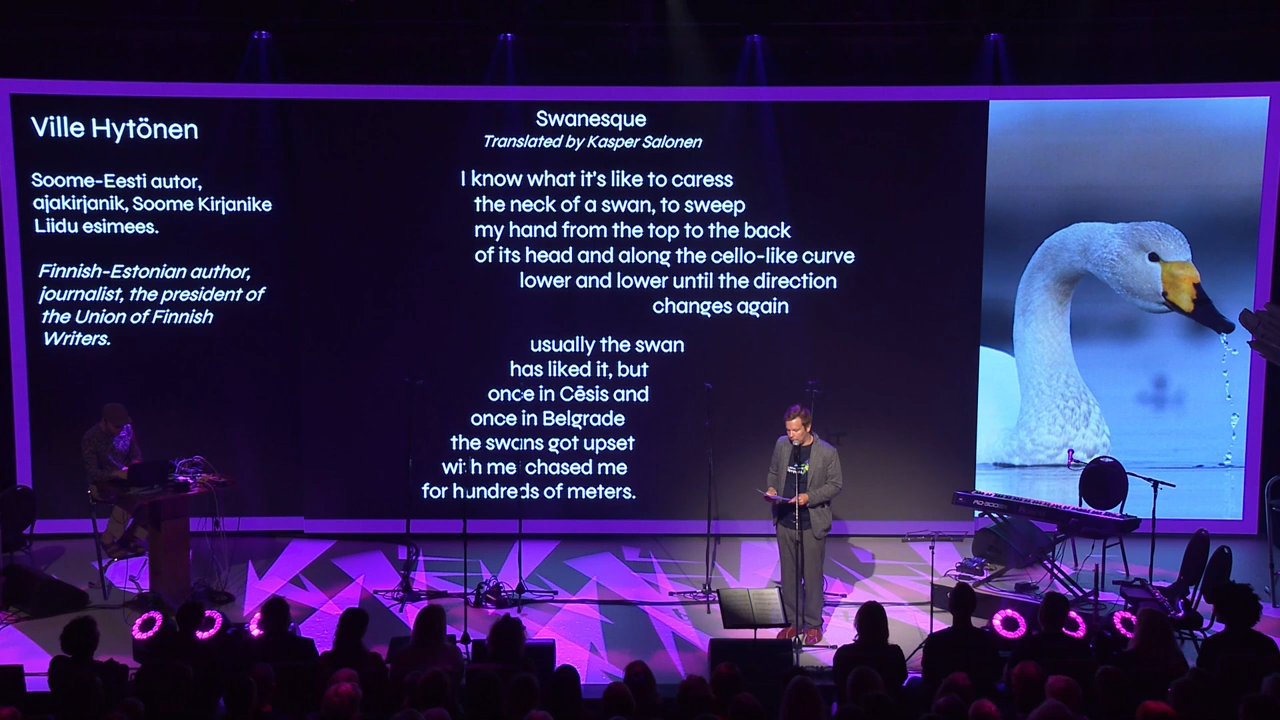 Ville Hytönen
Soome-Eesti autor,
ajakirjanik, Soome Kirjanike
Liidu esimees.
Finnish-Estonian author,
journalist, the president of
the Union of Finnish
Writers.
Swanesque
Translated by Kasper Salonen
I know what it's like to caress
the neck of a swan, to sweep
my hand from the top to the back
of its head and along the cello-like curve
lower and lower until the direction
changes again
usually the swan
has liked it, but
once in Cēsis and
once in Belgrade
the swans got upset
with me chased me
for hundreds of meters.